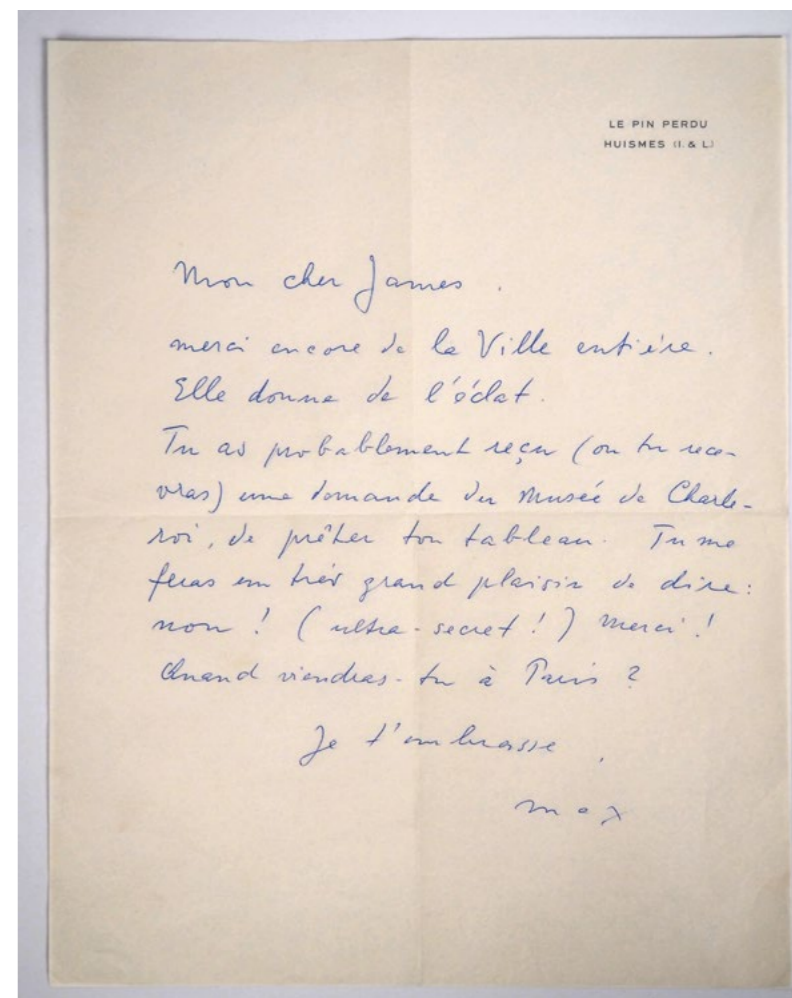 LE PIN PERDU
HUISMES (I. & L.)
Mon cher James.
merci encore de la Ville entière.
Elle donne de l'éclat.
Tu as probablement reçu (ou tu rece-
vras) une demande du Musée de Charle-
roi, de prêter ton tableau. Tu me
feras un très grand plaisir de dire:
non! (ultra-secret!) Merci!
Quand viendras-tu à Paris?
Je t'embrasse,
max